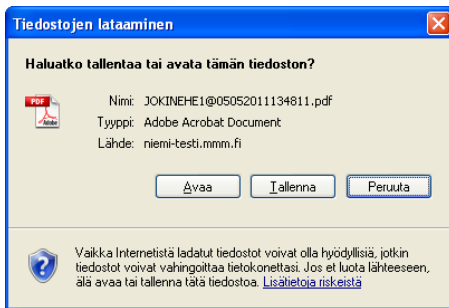 Tiedostojen lataaminen
Haluatko tallentaa tai avata tämän tiedoston?
PDF
Adobe
Nimi: JOKINEHE1@05052011134811.pdf
Tyyppi: Adobe Acrobat Document
Lähde: niemi-testi.mmm.fi
Avaa Tallenna Peruuta
Vaikka Internetistä ladatut tiedostot voivat olla hyödyllisiä, jotkin
tiedostot voivat vahingoittaa tietokonettasi. Jos et luota lähteeseen,
älä avaa tai tallenna tätä tiedostoa. Lisätietoja riskeistä